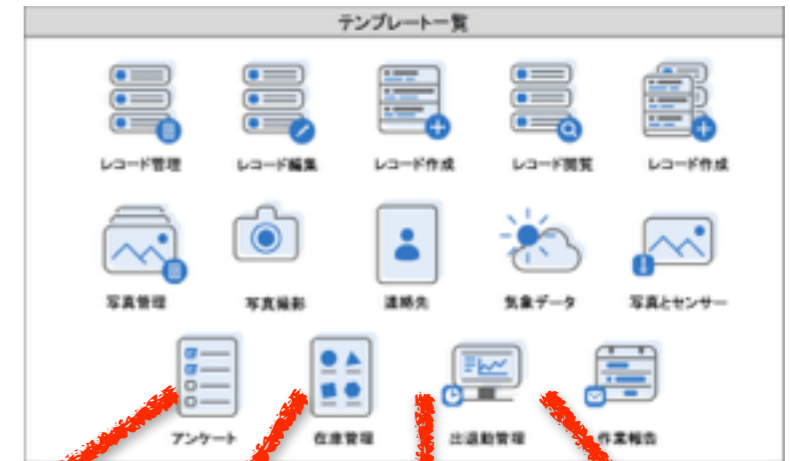 テンプレート一覧
レコード管理 レコード編集 レコード作成 レコード閲覧 レコード作成
写真管理 写真撮影 連絡先 気象データ 写真とセンサー
アンケート 在庫管理 出退勤管理 作業報告